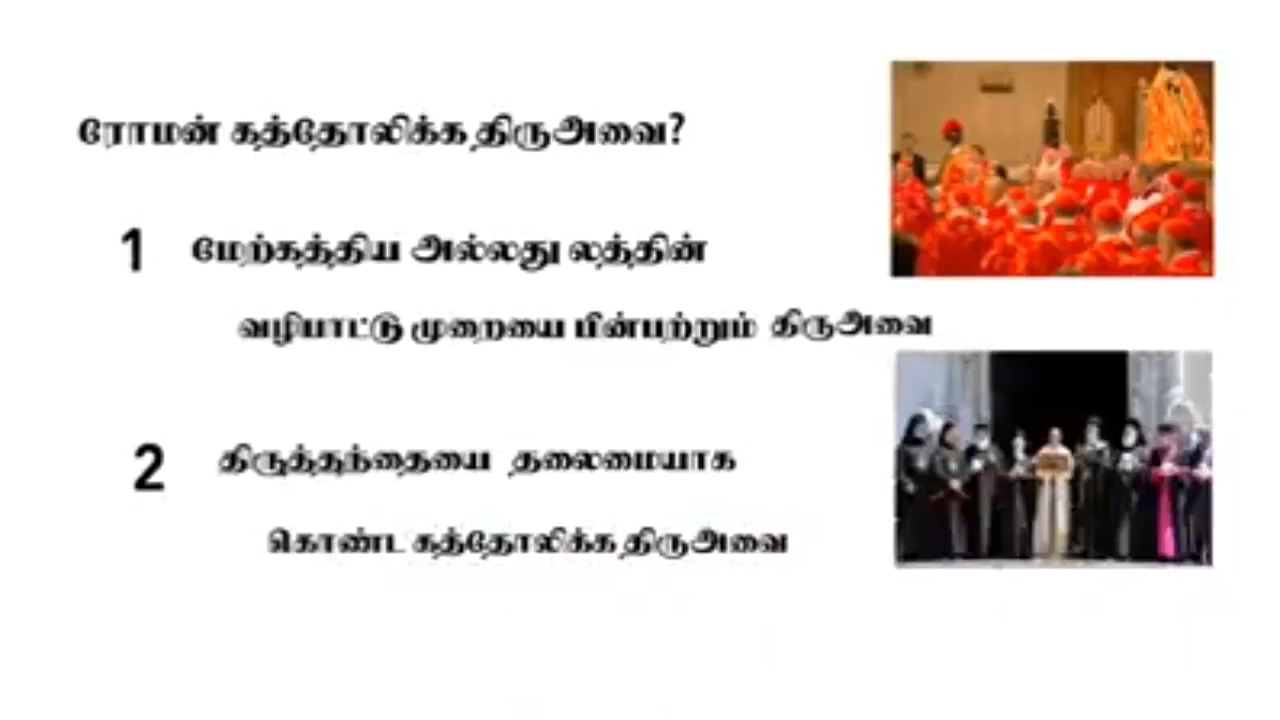 ரோமன் கத்தோலிக்க திருஅவை?
1 மேற்கத்திய அல்லது லத்தின்
வழிபாட்டு முறையை பின்பற்றும் திருஅவை
2 திருத்தந்தையை தலைமையாக
கொண்ட கத்தோலிக்க திருஅவை